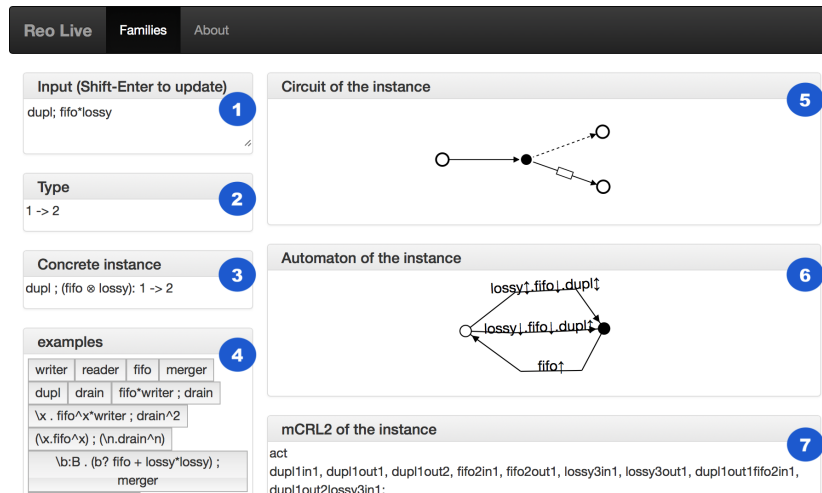 Reo Live Families About
Input (Shift-Enter to update)
1
dupl; fifo*lossy
Type
2
1 -> 2
Concrete instance
3
dupl ; (fifo ⊗ lossy): 1 -> 2
examples
4
writer reader fifo merger
dupl drain fifo*writer ; drain
\x . fifo^x*writer ; drain^2
(\x.fifo^x) ; (\n.drain^n)
\b:B . (b? fifo + lossy*lossy) ;
merger
Circuit of the instance
5
Automaton of the instance
6
lossy↕.fifo↓.dupl↕
lossy↓.fifo↓.dupl↕
fifo↑
mCRL2 of the instance
7
act
dupl1in1, dupl1out1, dupl1out2, fifo2in1, fifo2out1, lossy3in1, lossy3out1, dupl1out1fifo2in1,
dupl1out2lossy3in1;